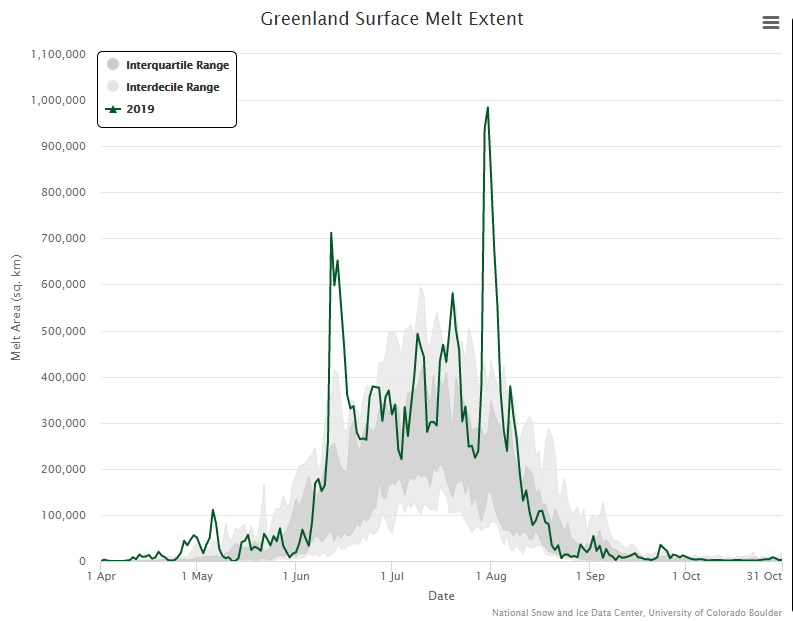 Greenland Surface Melt Extent
1,100,000
1,000,000
900,000
800,000
700,000
600,000
500,000
400,000
300,000
200,000
100,000
0
Melt Area (sq. km)
Interquartile Range
Interdecile Range
2019
1 Apr
1 May
1 Jun
1 Jul
1 Aug
1 Sep
1 Oct
31 Oct
Date
National Snow and Ice Data Center, University of Colorado Boulder